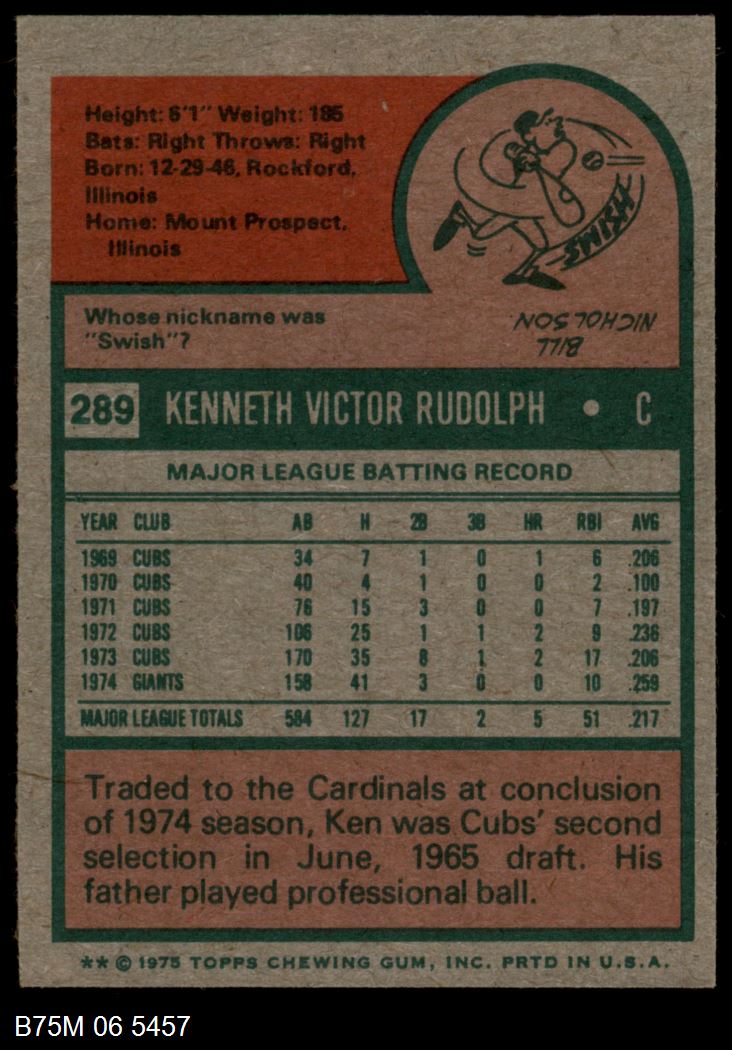 Height: 6'1" Weight: 185
Bats: Right Throws: Right
Born: 12-29-46, Rockford,
Illinois
Home: Mount Prospect,
Illinois
SWISH
Whose nickname was
"Swish"?
BILL
NICHOLSON
289 KENNETH VICTOR RUDOLPH • C
MAJOR LEAGUE BATTING RECORD
YEAR CLUB AB H 2B 3B HR RBI AVG
1969 CUBS 34 7 1 0 1 6 .206
1970 CUBS 40 4 1 0 0 2 .100
1971 CUBS 76 15 3 0 0 7 .197
1972 CUBS 106 25 1 1 2 9 .236
1973 CUBS 170 35 8 1 2 17 .206
1974 GIANTS 158 41 3 0 0 10 .259
MAJOR LEAGUE TOTALS 584 127 17 2 5 51 .217
Traded to the Cardinals at conclusion
of 1974 season, Ken was Cubs' second
selection in June, 1965 draft. His
father played professional ball.
** © 1975 TOPPS CHEWING GUM, INC. PRTD IN U.S.A.
B75M 06 5457